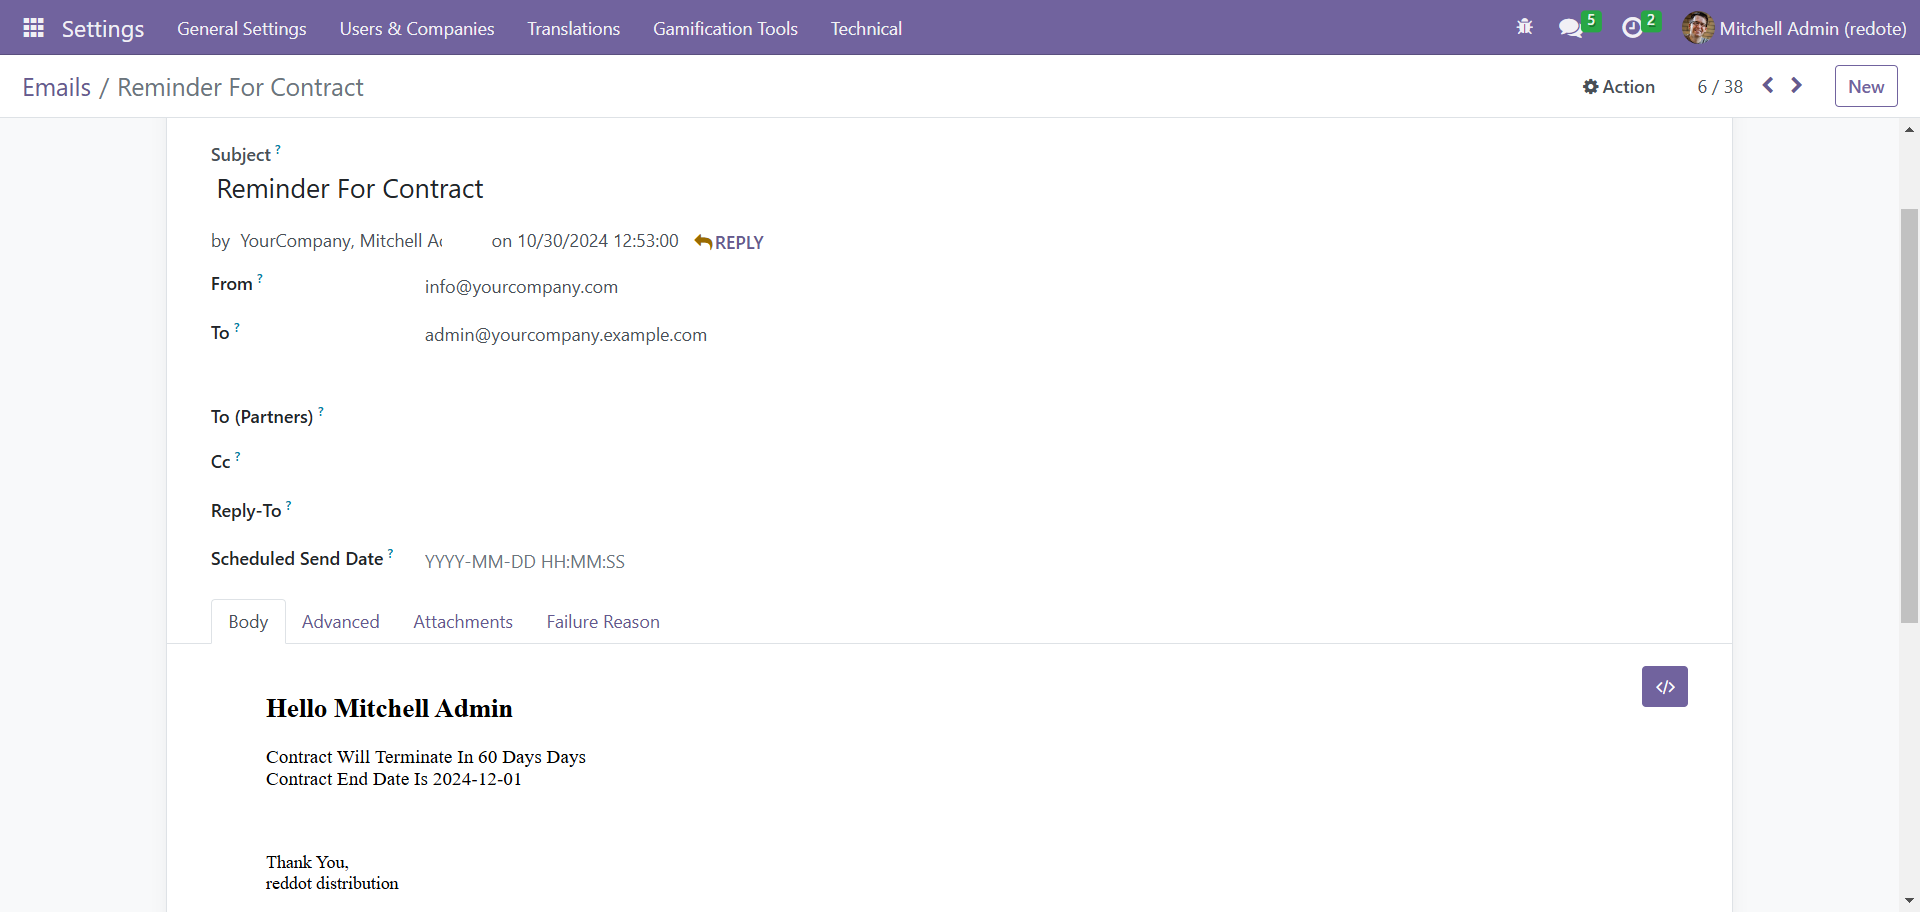 Settings General Settings Users & Companies Translations Gamification Tools Technical 5 2 Mitchell Admin (redote)
Emails / Reminder For Contract Action 6 / 38 New
Subject ?
Reminder For Contract
by YourCompany, Mitchell Ac on 10/30/2024 12:53:00 REPLY
From ? info@yourcompany.com
To ? admin@yourcompany.example.com
To (Partners) ?
Cc ?
Reply-To ?
Scheduled Send Date ? YYYY-MM-DD HH:MM:SS
Body Advanced Attachments Failure Reason
</>
Hello Mitchell Admin
Contract Will Terminate In 60 Days Days
Contract End Date Is 2024-12-01
Thank You,
reddot distribution